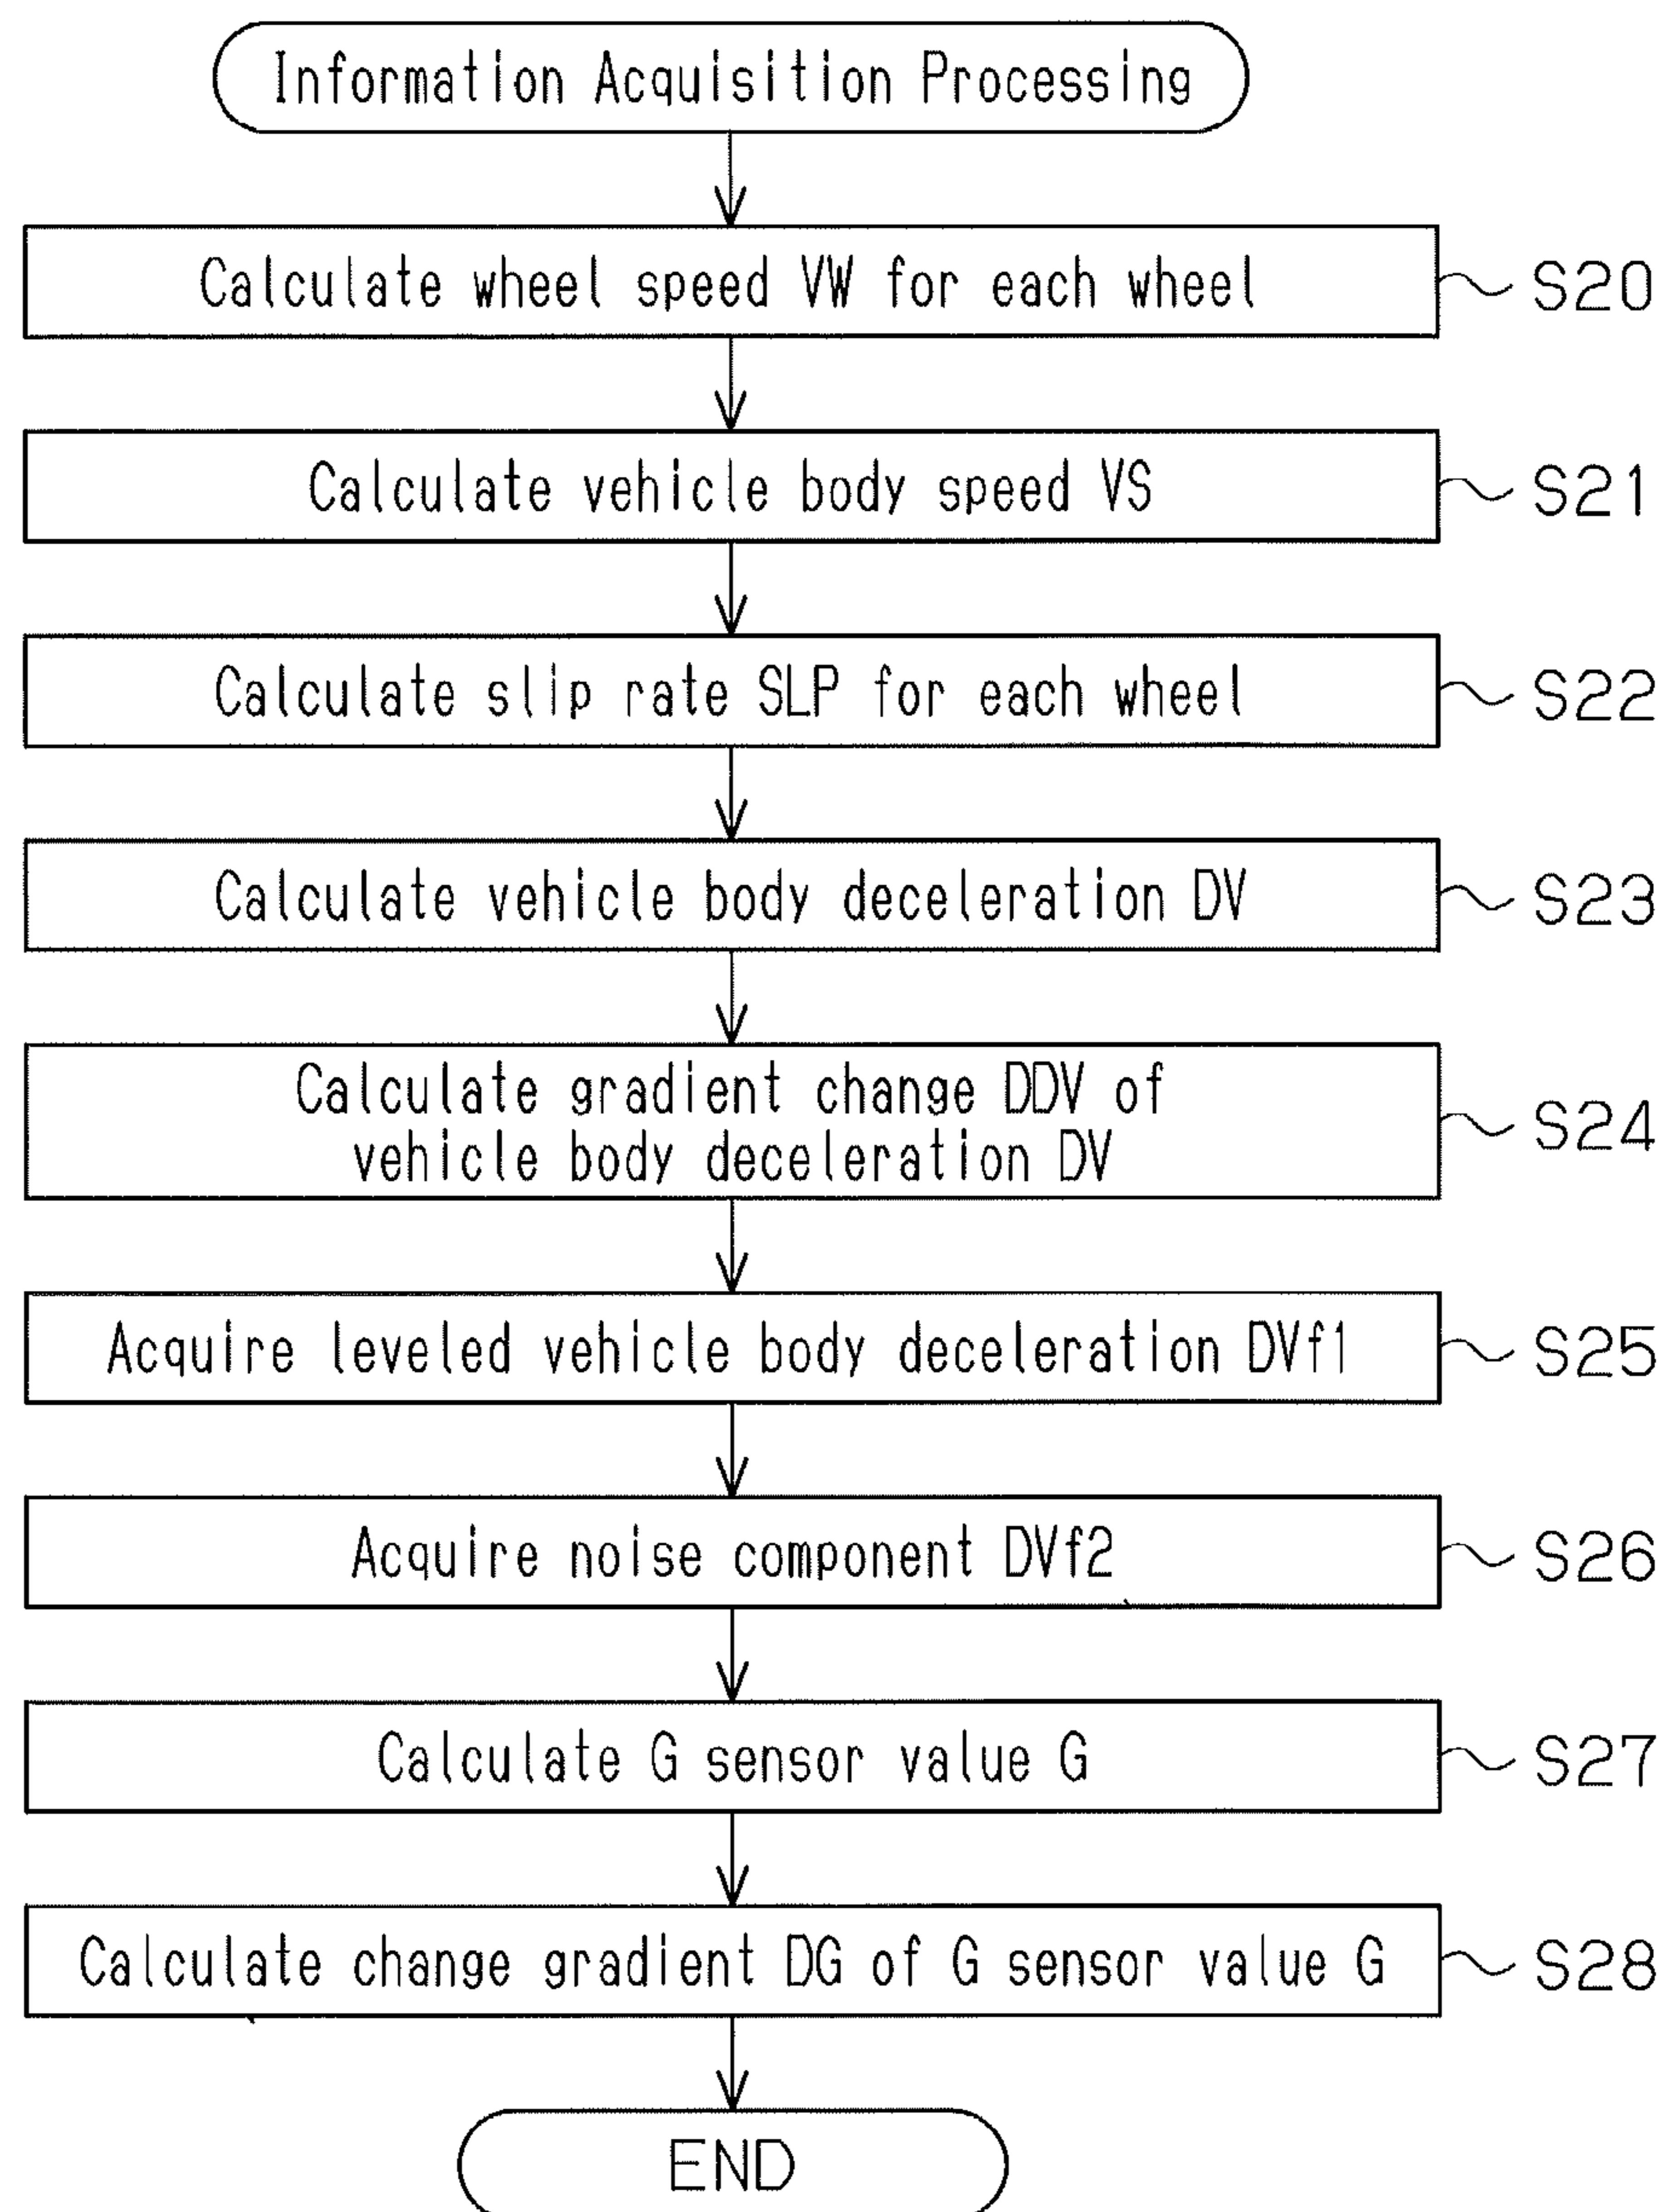 Information Acquisition Processing
Calculate wheel speed VW for each wheel
S20
Calculate vehicle body speed VS
S21
Calculate slip rate SLP for each wheel
S22
Calculate vehicle body deceleration DV
S23
Calculate gradient change DDV of
vehicle body deceleration DV
S24
Acquire leveled vehicle body deceleration DVf1
S25
Acquire noise component DVf2
S26
Calculate G sensor value G
S27
Calculate change gradient DG of G sensor value G
S28
END